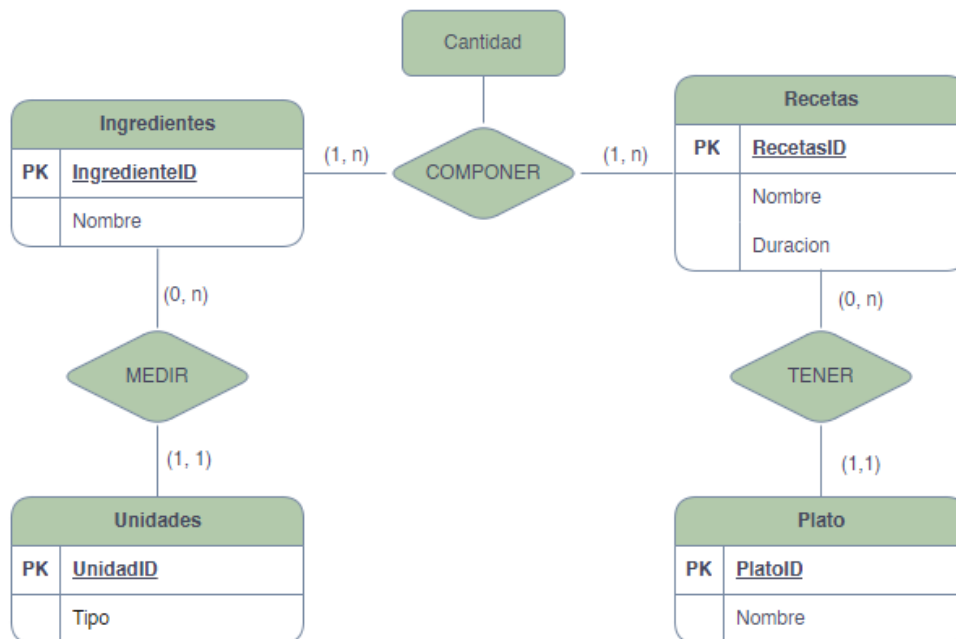 Cantidad
Ingredientes
PK IngredienteID
Nombre
(1, n)
COMPONER
(1, n)
Recetas
PK RecetasID
Nombre
Duracion
(0, n)
(0, n)
MEDIR
TENER
(1, 1)
(1,1)
Unidades
PK UnidadID
Tipo
Plato
PK PlatoID
Nombre